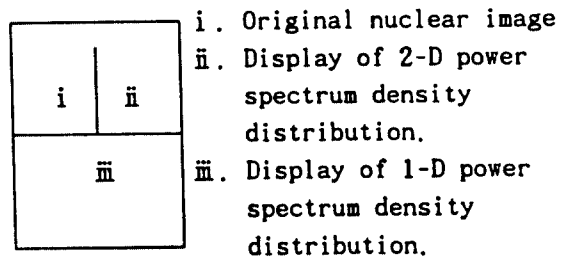 i. Original nuclear image
ii. Display of 2-D power
spectrum density
distribution.
iii. Display of 1-D power
spectrum density
distribution.
i ii
iii